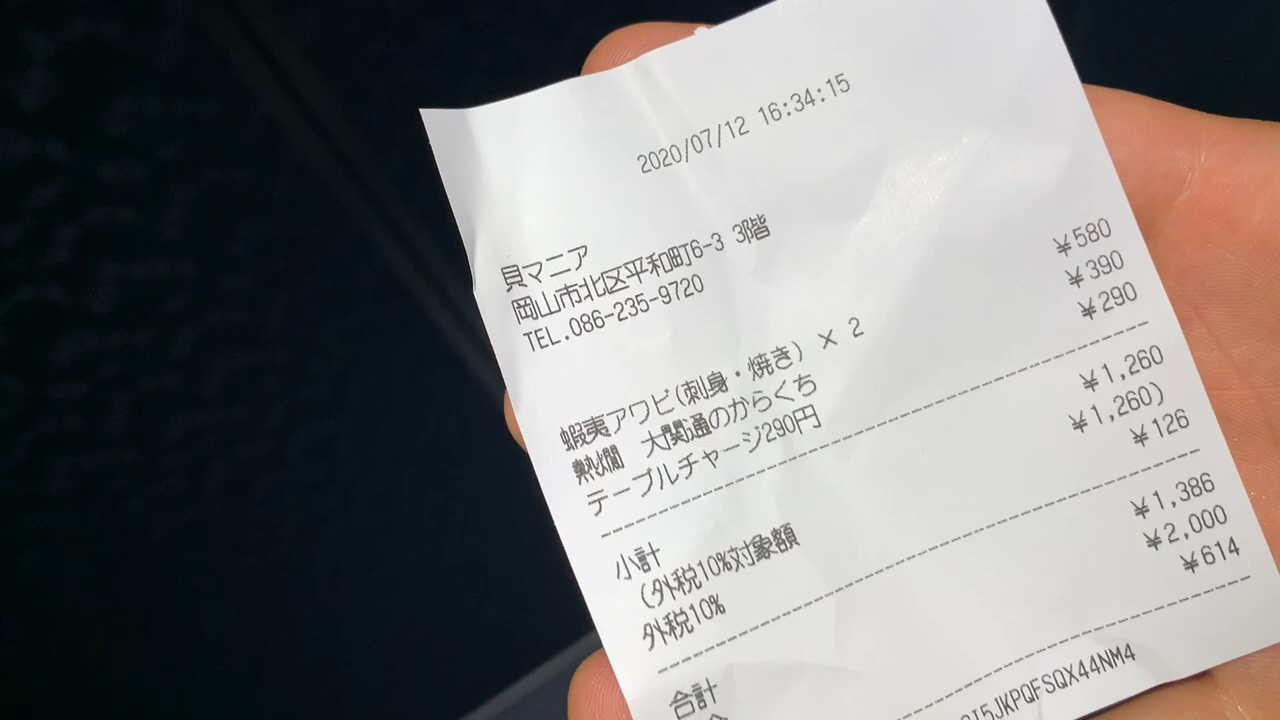 2020/07/12 16:34:15
貝マニア
岡山市北区平和町6-3 3階
TEL.086-235-9720
蝦夷アワビ(刺身・焼き) × 2 ¥580
熱燗 大関通のからくち ¥390
テーブルチャージ290円 ¥290
小計 ¥1,260
(外税10%対象額 ¥1,260)
外税10% ¥126
合計 ¥1,386
¥2,000
¥614
5JKPQFSQX44NM4